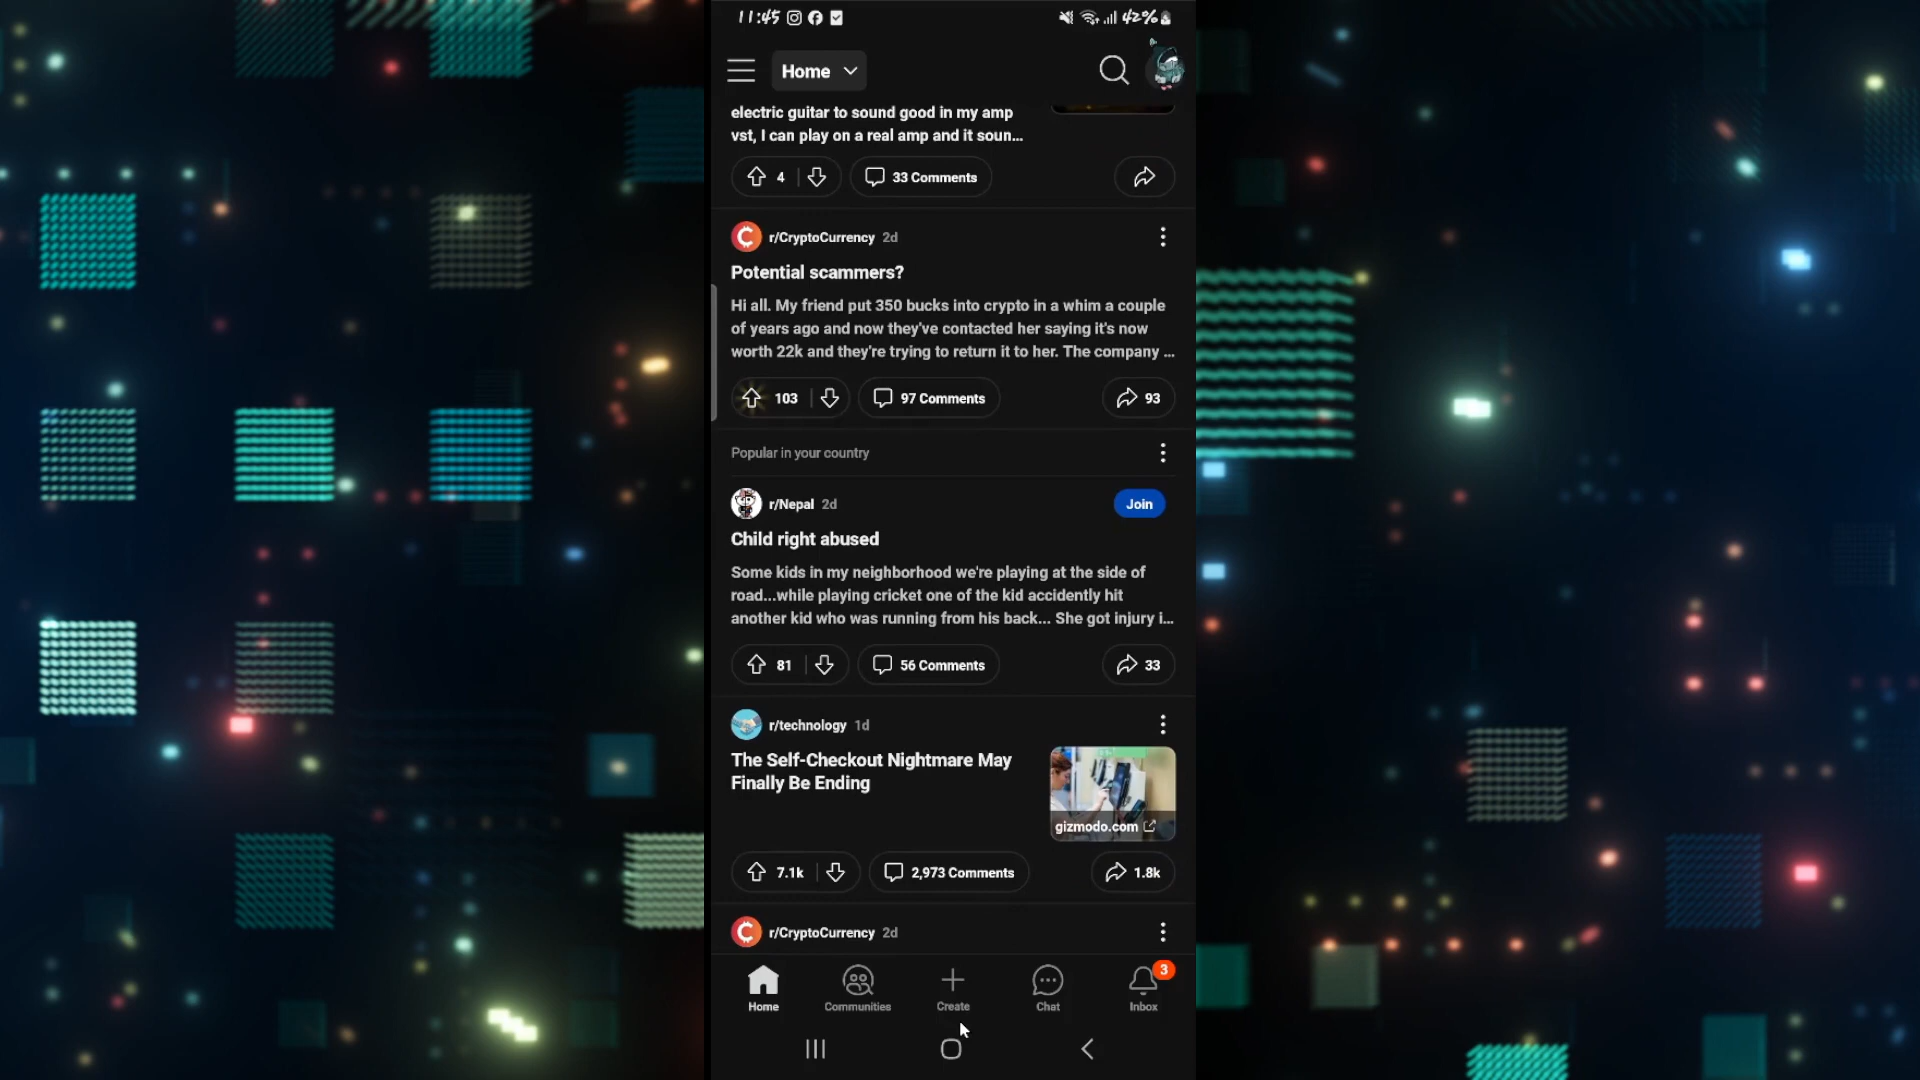 11:45
42%
Home
electric guitar to sound good in my amp
vst, I can play on a real amp and it soun...
4
33 Comments
r/CryptoCurrency 2d
Potential scammers?
Hi all. My friend put 350 bucks into crypto in a whim a couple
of years ago and now they've contacted her saying it's now
worth 22k and they're trying to return it to her. The company ...
103
97 Comments
93
Popular in your country
r/Nepal 2d
Join
Child right abused
Some kids in my neighborhood we're playing at the side of
road...while playing cricket one of the kid accidently hit
another kid who was running from his back... She got injury i...
81
56 Comments
33
r/technology 1d
The Self-Checkout Nightmare May
Finally Be Ending
gizmodo.com
7.1k
2,973 Comments
1.8k
r/CryptoCurrency 2d
3
Home
Communities
Create
Chat
Inbox